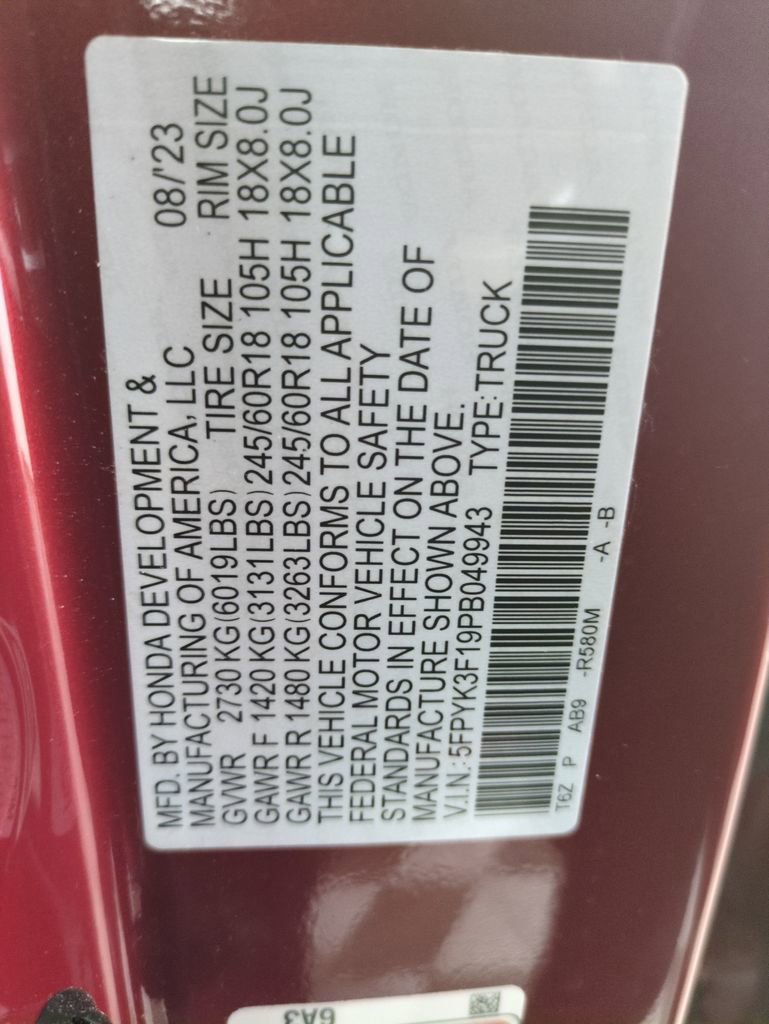 MFD. BY HONDA DEVELOPMENT & 08/'23
MANUFACTURING OF AMERICA, LLC
GVWR 2730 KG(6019LBS) TIRE SIZE RIM SIZE
GAWR F 1420 KG(3131LBS) 245/60R18 105H 18X8.0J
GAWR R 1480 KG(3263LBS) 245/60R18 105H 18X8.0J
THIS VEHICLE CONFORMS TO ALL APPLICABLE
FEDERAL MOTOR VEHICLE SAFETY
STANDARDS IN EFFECT ON THE DATE OF
MANUFACTURE SHOWN ABOVE.
V.I.N.: 5FPYK3F19PB049943 TYPE: TRUCK
T6Z P AB9 -R580M -A -B
6A3